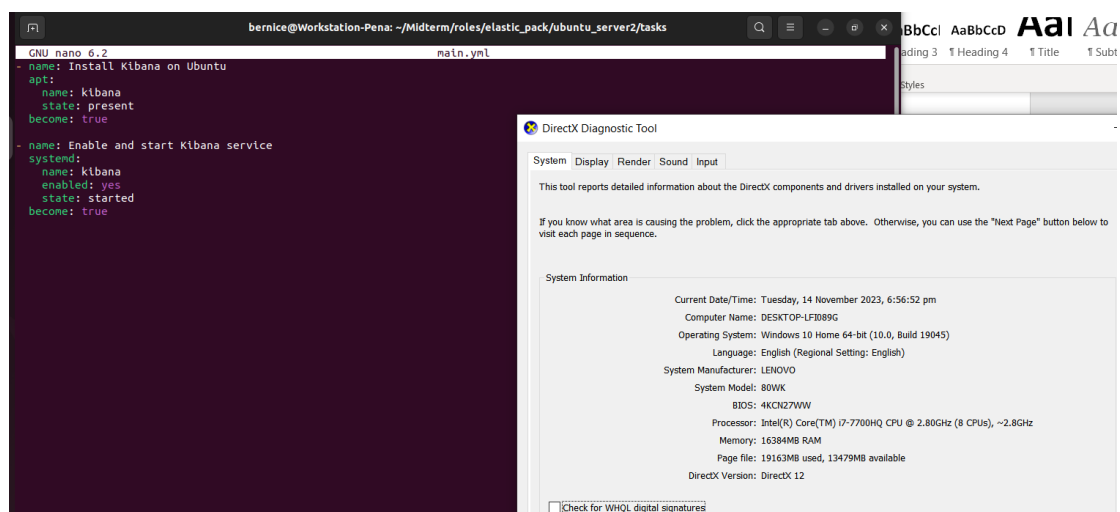 bernice@Workstation-Pena: ~/Midterm/roles/elastic_pack/ubuntu_server2/tasks
GNU nano 6.2 main.yml
- name: Install Kibana on Ubuntu
apt:
name: kibana
state: present
become: true
- name: Enable and start Kibana service
systemd:
name: kibana
enabled: yes
state: started
become: true
BbCcl AaBbCcD AaI Aa
ading 3 ¶ Heading 4 ¶ Title ¶ Subt
Styles
DirectX Diagnostic Tool
System Display Render Sound Input
This tool reports detailed information about the DirectX components and drivers installed on your system.
If you know what area is causing the problem, click the appropriate tab above. Otherwise, you can use the "Next Page" button below to
visit each page in sequence.
System Information
Current Date/Time: Tuesday, 14 November 2023, 6:56:52 pm
Computer Name: DESKTOP-LFI089G
Operating System: Windows 10 Home 64-bit (10.0, Build 19045)
Language: English (Regional Setting: English)
System Manufacturer: LENOVO
System Model: 80WK
BIOS: 4KCN27WW
Processor: Intel(R) Core(TM) i7-7700HQ CPU @ 2.80GHz (8 CPUs), ~2.8GHz
Memory: 16384MB RAM
Page file: 19163MB used, 13479MB available
DirectX Version: DirectX 12
Check for WHQL digital signatures